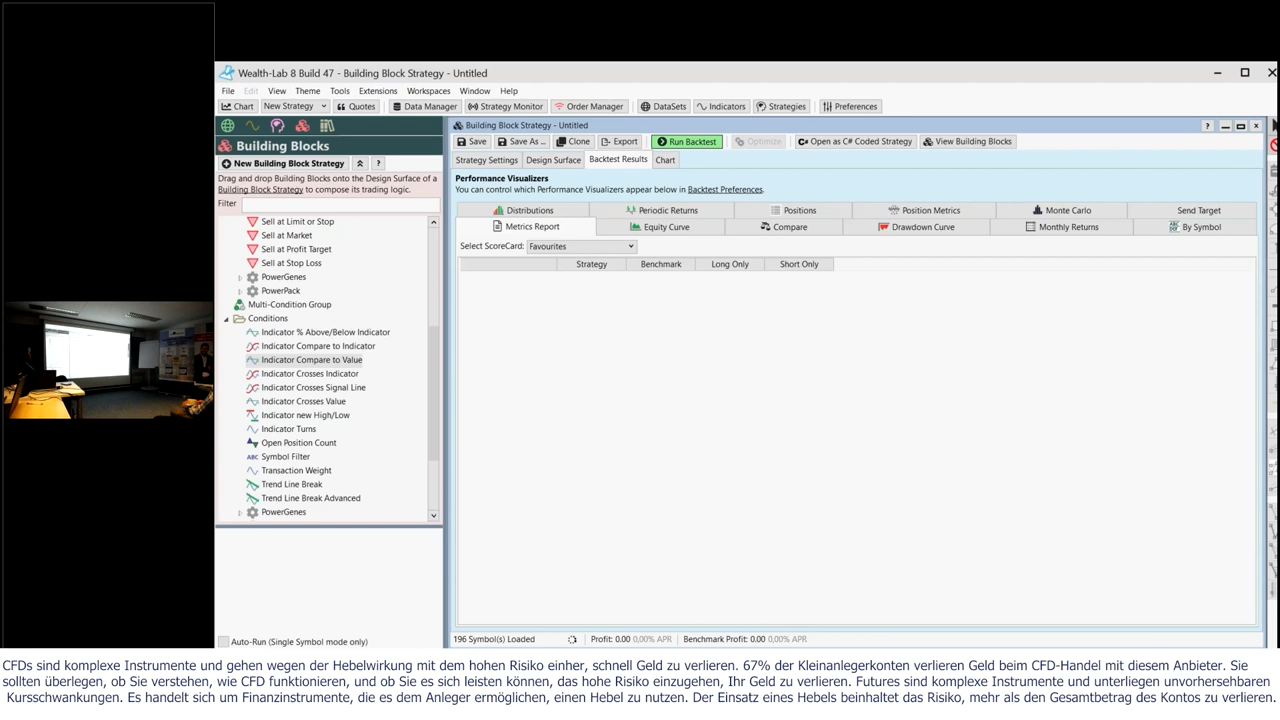 Wealth-Lab 8 Build 47 - Building Block Strategy - Untitled
File Edit View Theme Tools Extensions Workspaces Window Help
Chart New Strategy Quotes Data Manager Strategy Monitor Order Manager DataSets Indicators Strategies Preferences
Building Blocks
New Building Block Strategy ?
Drag and drop Building Blocks onto the Design Surface of a
Building Block Strategy to compose its trading logic.
Filter
Sell at Limit or Stop
Sell at Market
Sell at Profit Target
Sell at Stop Loss
PowerGenes
PowerPack
Multi-Condition Group
Conditions
Indicator % Above/Below Indicator
Indicator Compare to Indicator
Indicator Compare to Value
Indicator Crosses Indicator
Indicator Crosses Signal Line
Indicator Crosses Value
Indicator new High/Low
Indicator Turns
Open Position Count
ABC Symbol Filter
Transaction Weight
Trend Line Break
Trend Line Break Advanced
PowerGenes
Auto-Run (Single Symbol mode only)
Building Block Strategy - Untitled ?
Save Save As ... Clone Export Run Backtest Optimize C# Open as C# Coded Strategy View Building Blocks
Strategy Settings Design Surface Backtest Results Chart
Performance Visualizers
You can control which Performance Visualizers appear below in Backtest Preferences.
Distributions Periodic Returns Positions Position Metrics Monte Carlo Send Target
Metrics Report Equity Curve Compare Drawdown Curve Monthly Returns By Symbol
Select ScoreCard: Favourites
Strategy Benchmark Long Only Short Only
196 Symbol(s) Loaded Profit: 0.00 0,00% APR Benchmark Profit: 0.00 0,00% APR
CFDs sind komplexe Instrumente und gehen wegen der Hebelwirkung mit dem hohen Risiko einher, schnell Geld zu verlieren. 67% der Kleinanlegerkonten verlieren Geld beim CFD-Handel mit diesem Anbieter. Sie
sollten überlegen, ob Sie verstehen, wie CFD funktionieren, und ob Sie es sich leisten können, das hohe Risiko einzugehen, Ihr Geld zu verlieren. Futures sind komplexe Instrumente und unterliegen unvorhersehbaren
Kursschwankungen. Es handelt sich um Finanzinstrumente, die es dem Anleger ermöglichen, einen Hebel zu nutzen. Der Einsatz eines Hebels beinhaltet das Risiko, mehr als den Gesamtbetrag des Kontos zu verlieren.